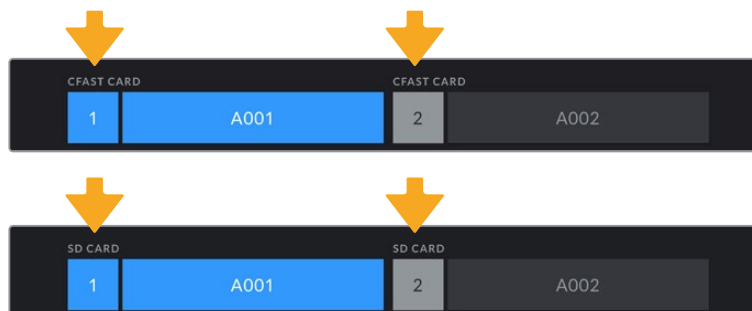 CFAST CARD CFAST CARD
1 A001 2 A002
SD CARD SD CARD
1 A001 2 A002